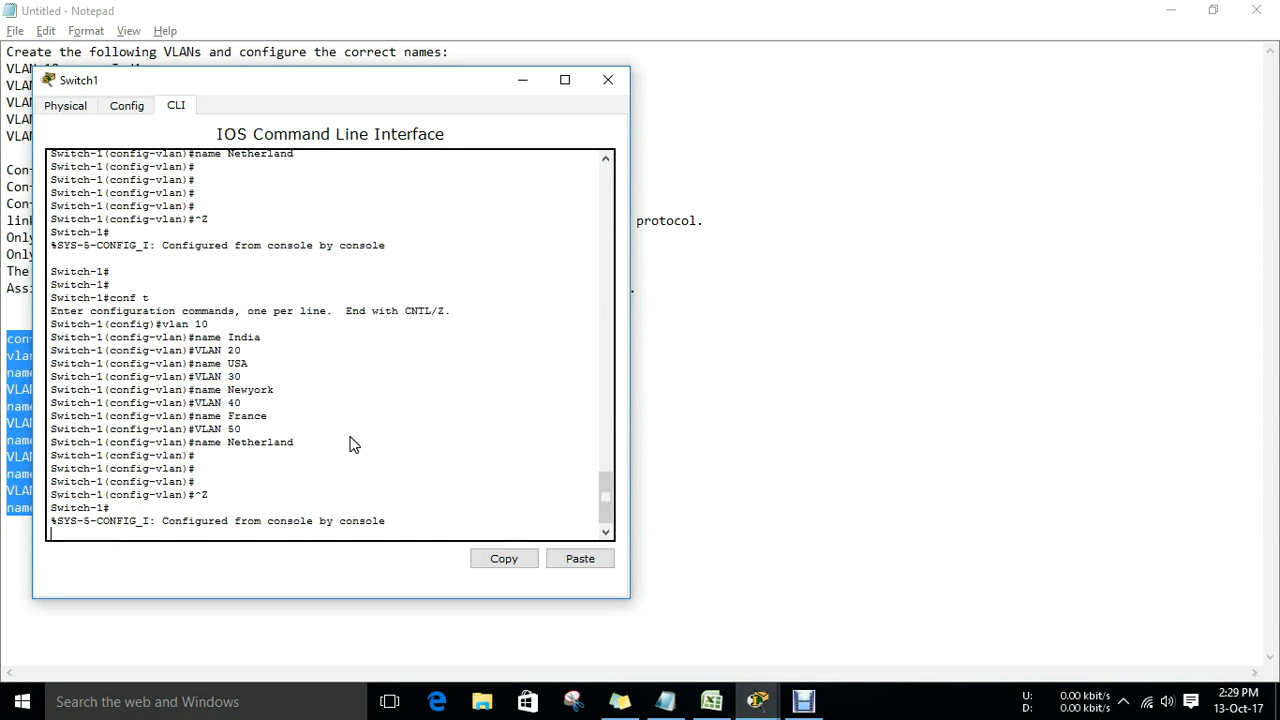 Untitled - Notepad
File Edit Format View Help
Create the following VLANs and configure the correct names:
Switch1
Physical Config CLI
IOS Command Line Interface
Switch-1(config-vlan)#name Netherland
Switch-1(config-vlan)#
Switch-1(config-vlan)#
Switch-1(config-vlan)#
Switch-1(config-vlan)#
Switch-1(config-vlan)#^Z
Switch-1#
%SYS-5-CONFIG_I: Configured from console by console
Switch-1#
Switch-1#
Switch-1#conf t
Enter configuration commands, one per line.  End with CNTL/Z.
Switch-1(config)#vlan 10
Switch-1(config-vlan)#name India
Switch-1(config-vlan)#VLAN 20
Switch-1(config-vlan)#name USA
Switch-1(config-vlan)#VLAN 30
Switch-1(config-vlan)#name Newyork
Switch-1(config-vlan)#VLAN 40
Switch-1(config-vlan)#name France
Switch-1(config-vlan)#VLAN 50
Switch-1(config-vlan)#name Netherland
Switch-1(config-vlan)#
Switch-1(config-vlan)#
Switch-1(config-vlan)#
Switch-1(config-vlan)#^Z
Switch-1#
%SYS-5-CONFIG_I: Configured from console by console
Copy Paste
protocol.
Only
Only
The
Search the web and Windows
U: 0.00 kbit/s
D: 0.00 kbit/s
2:29 PM
13-Oct-17